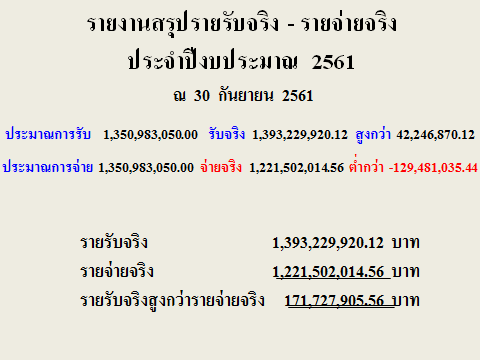 รายงานสรุปรายรับจริง - รายจ่ายจริง
ประจำปีงบประมาณ 2561
ณ 30 กันยายน 2561
ประมาณการรับ 1,350,983,050.00 รับจริง 1,393,229,920.12 สูงกว่า 42,246,870.12
ประมาณการจ่าย 1,350,983,050.00 จ่ายจริง 1,221,502,014.56 ต่ำกว่า -129,481,035.44
รายรับจริง 1,393,229,920.12 บาท
รายจ่ายจริง 1,221,502,014.56 บาท
รายรับจริงสูงกว่ารายจ่ายจริง 171,727,905.56 บาท